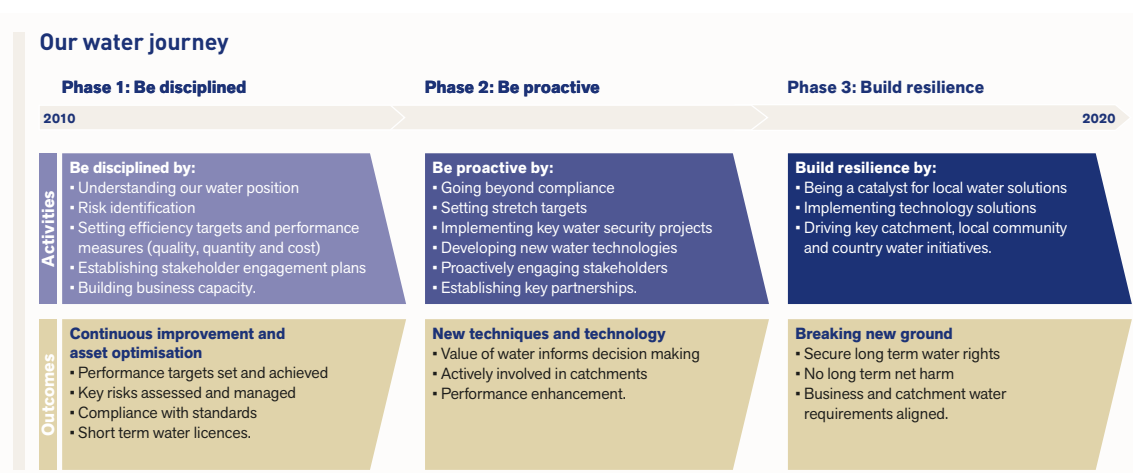 Our water journey
Phase 1: Be disciplined
Phase 2: Be proactive
Phase 3: Build resilience
2010
2020
Activities
Be disciplined by:
▪ Understanding our water position
▪ Risk identification
▪ Setting efficiency targets and performance
measures (quality, quantity and cost)
▪ Establishing stakeholder engagement plans
▪ Building business capacity.
Be proactive by:
▪ Going beyond compliance
▪ Setting stretch targets
▪ Implementing key water security projects
▪ Developing new water technologies
▪ Proactively engaging stakeholders
▪ Establishing key partnerships.
Build resilience by:
▪ Being a catalyst for local water solutions
▪ Implementing technology solutions
▪ Driving key catchment, local community
and country water initiatives.
Outcomes
Continuous improvement and
asset optimisation
▪ Performance targets set and achieved
▪ Key risks assessed and managed
▪ Compliance with standards
▪ Short term water licences.
New techniques and technology
▪ Value of water informs decision making
▪ Actively involved in catchments
▪ Performance enhancement.
Breaking new ground
▪ Secure long term water rights
▪ No long term net harm
▪ Business and catchment water
requirements aligned.